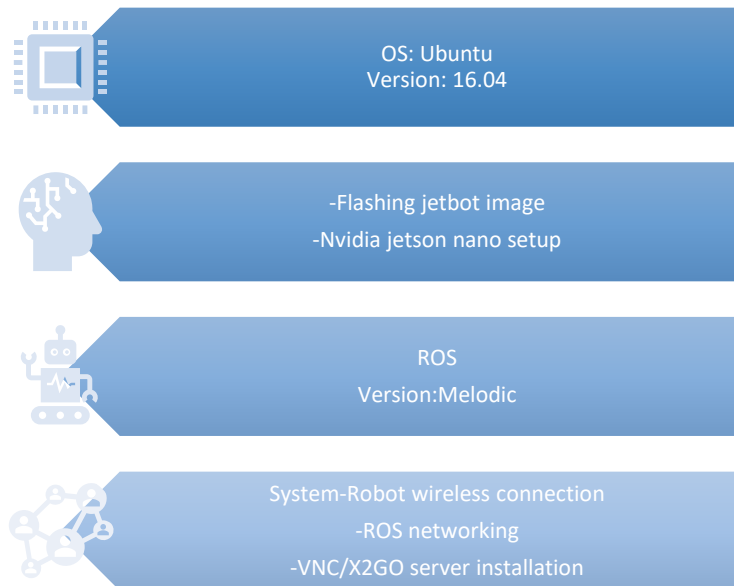 OS: Ubuntu
Version: 16.04
-Flashing jetbot image
-Nvidia jetson nano setup
ROS
Version:Melodic
System-Robot wireless connection
-ROS networking
-VNC/X2GO server installation